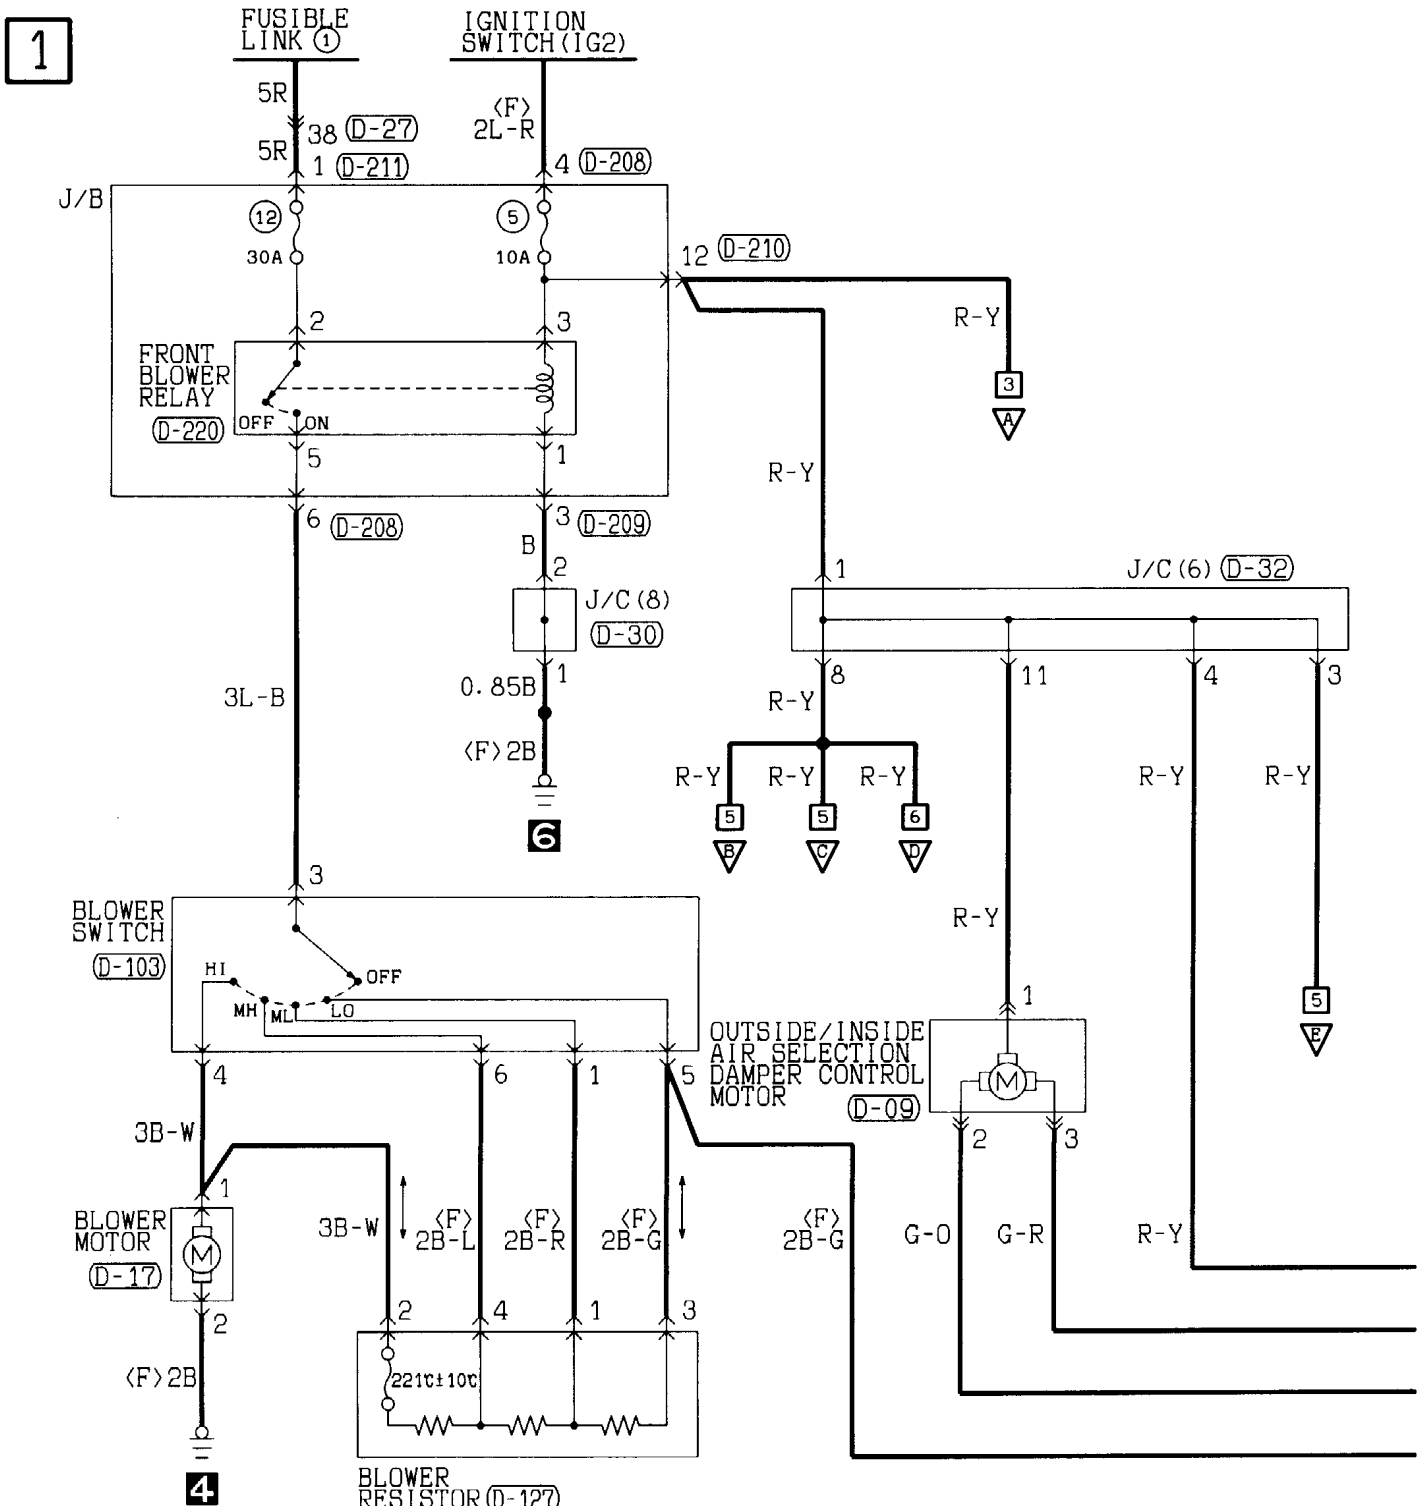 1
FUSIBLE
LINK ①
IGNITION
SWITCH(IG2)
5R
〈F〉
2L-R
38 D-27
5R
1 D-211
4 D-208
J/B
12
5
30A
10A
12 D-210
2
3
R-Y
FRONT
BLOWER
RELAY
D-220
OFF
ON
3
A
5
1
R-Y
6 D-208
3 D-209
B
2
J/C(8)
D-30
1
J/C(6) D-32
1
0.85B
8
11
4
3
3L-B
R-Y
〈F〉2B
6
R-Y
R-Y
R-Y
R-Y
R-Y
5
5
6
B
C
D
3
BLOWER
SWITCH
D-103
HI
MH
ML
LO
OFF
R-Y
1
5
E
OUTSIDE/INSIDE
AIR SELECTION
DAMPER CONTROL
MOTOR
D-09
M
4
6
1
5
2
3
3B-W
1
BLOWER
MOTOR
D-17
M
2
3B-W
〈F〉
2B-L
〈F〉
2B-R
〈F〉
2B-G
〈F〉
2B-G
G-O
G-R
R-Y
2
4
1
3
〈F〉2B
221℃±10℃
4
BLOWER
RESISTOR D-127